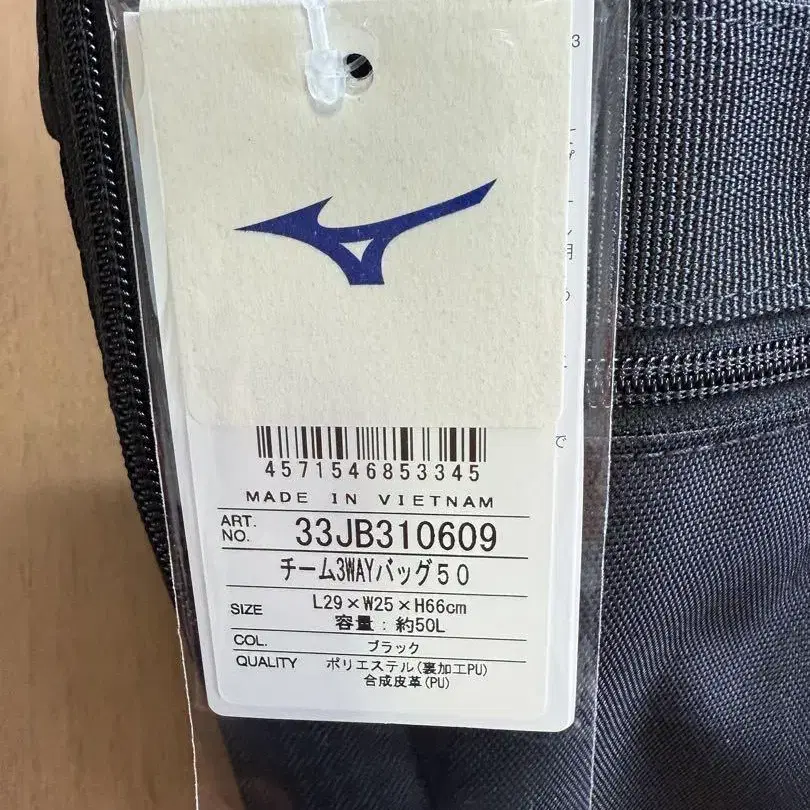 4571546853345
MADE IN VIETNAM
ART. NO. 33JB310609
チーム3WAYバッグ50
SIZE L29×W25×H66cm
容量：約50L
COL. ブラック
QUALITY ポリエステル(裏加工PU)
合成皮革(PU)